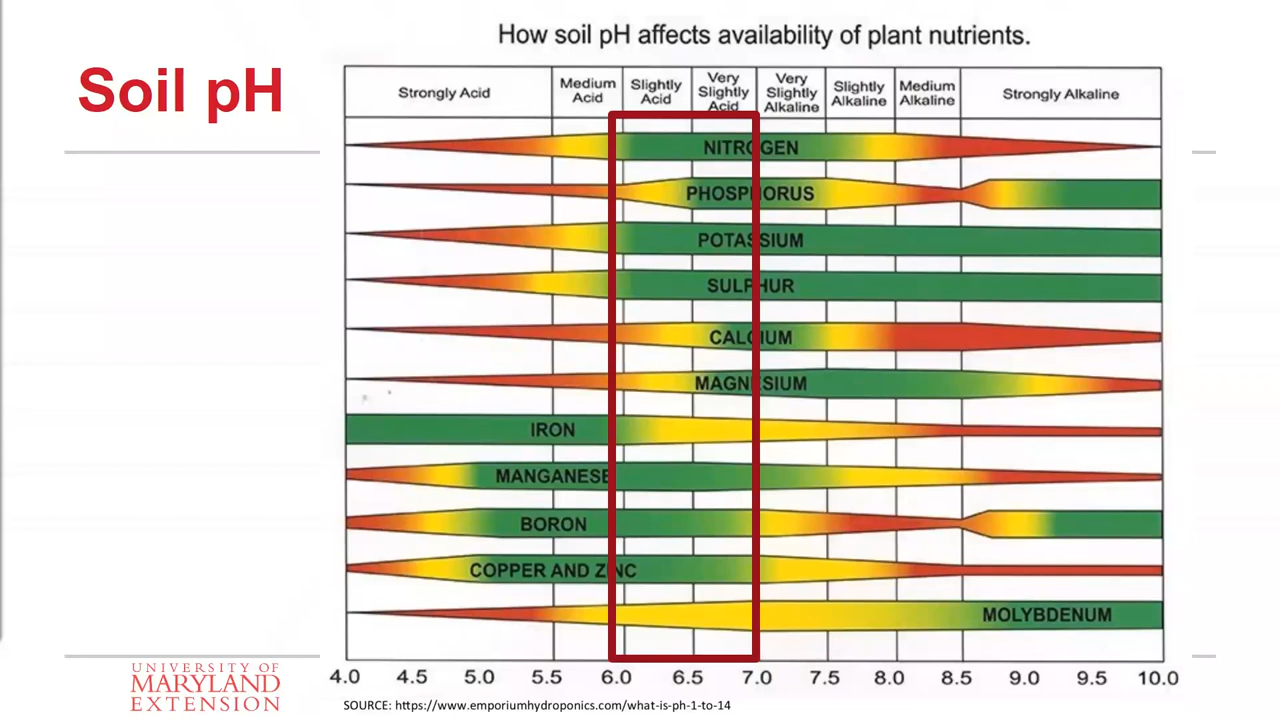 How soil pH affects availability of plant nutrients.
Soil pH
Strongly Acid
Medium
Acid
Slightly
Acid
Very
Slightly
Acid
Very
Slightly
Alkaline
Slightly
Alkaline
Medium
Alkaline
Strongly Alkaline
NITROGEN
PHOSPHORUS
POTASSIUM
SULPHUR
CALCIUM
MAGNESIUM
IRON
MANGANESE
BORON
COPPER AND ZINC
MOLYBDENUM
4.0 4.5 5.0 5.5 6.0 6.5 7.0 7.5 8.0 8.5 9.0 9.5 10.0
UNIVERSITY OF
MARYLAND
EXTENSION
SOURCE: https://www.emporiumhydroponics.com/what-is-ph-1-to-14